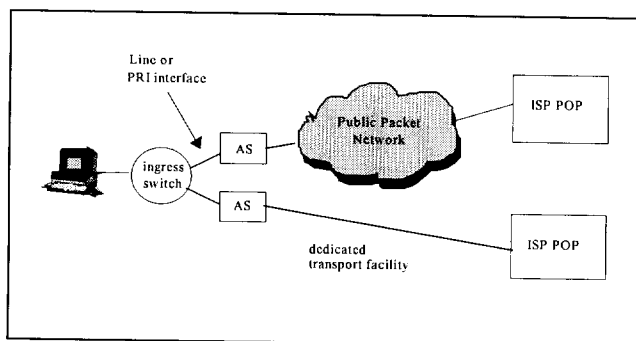 Line or
PRI interface
ISP POP
Public Packet
Network
AS
ingress
switch
AS
ISP POP
dedicated
transport facility